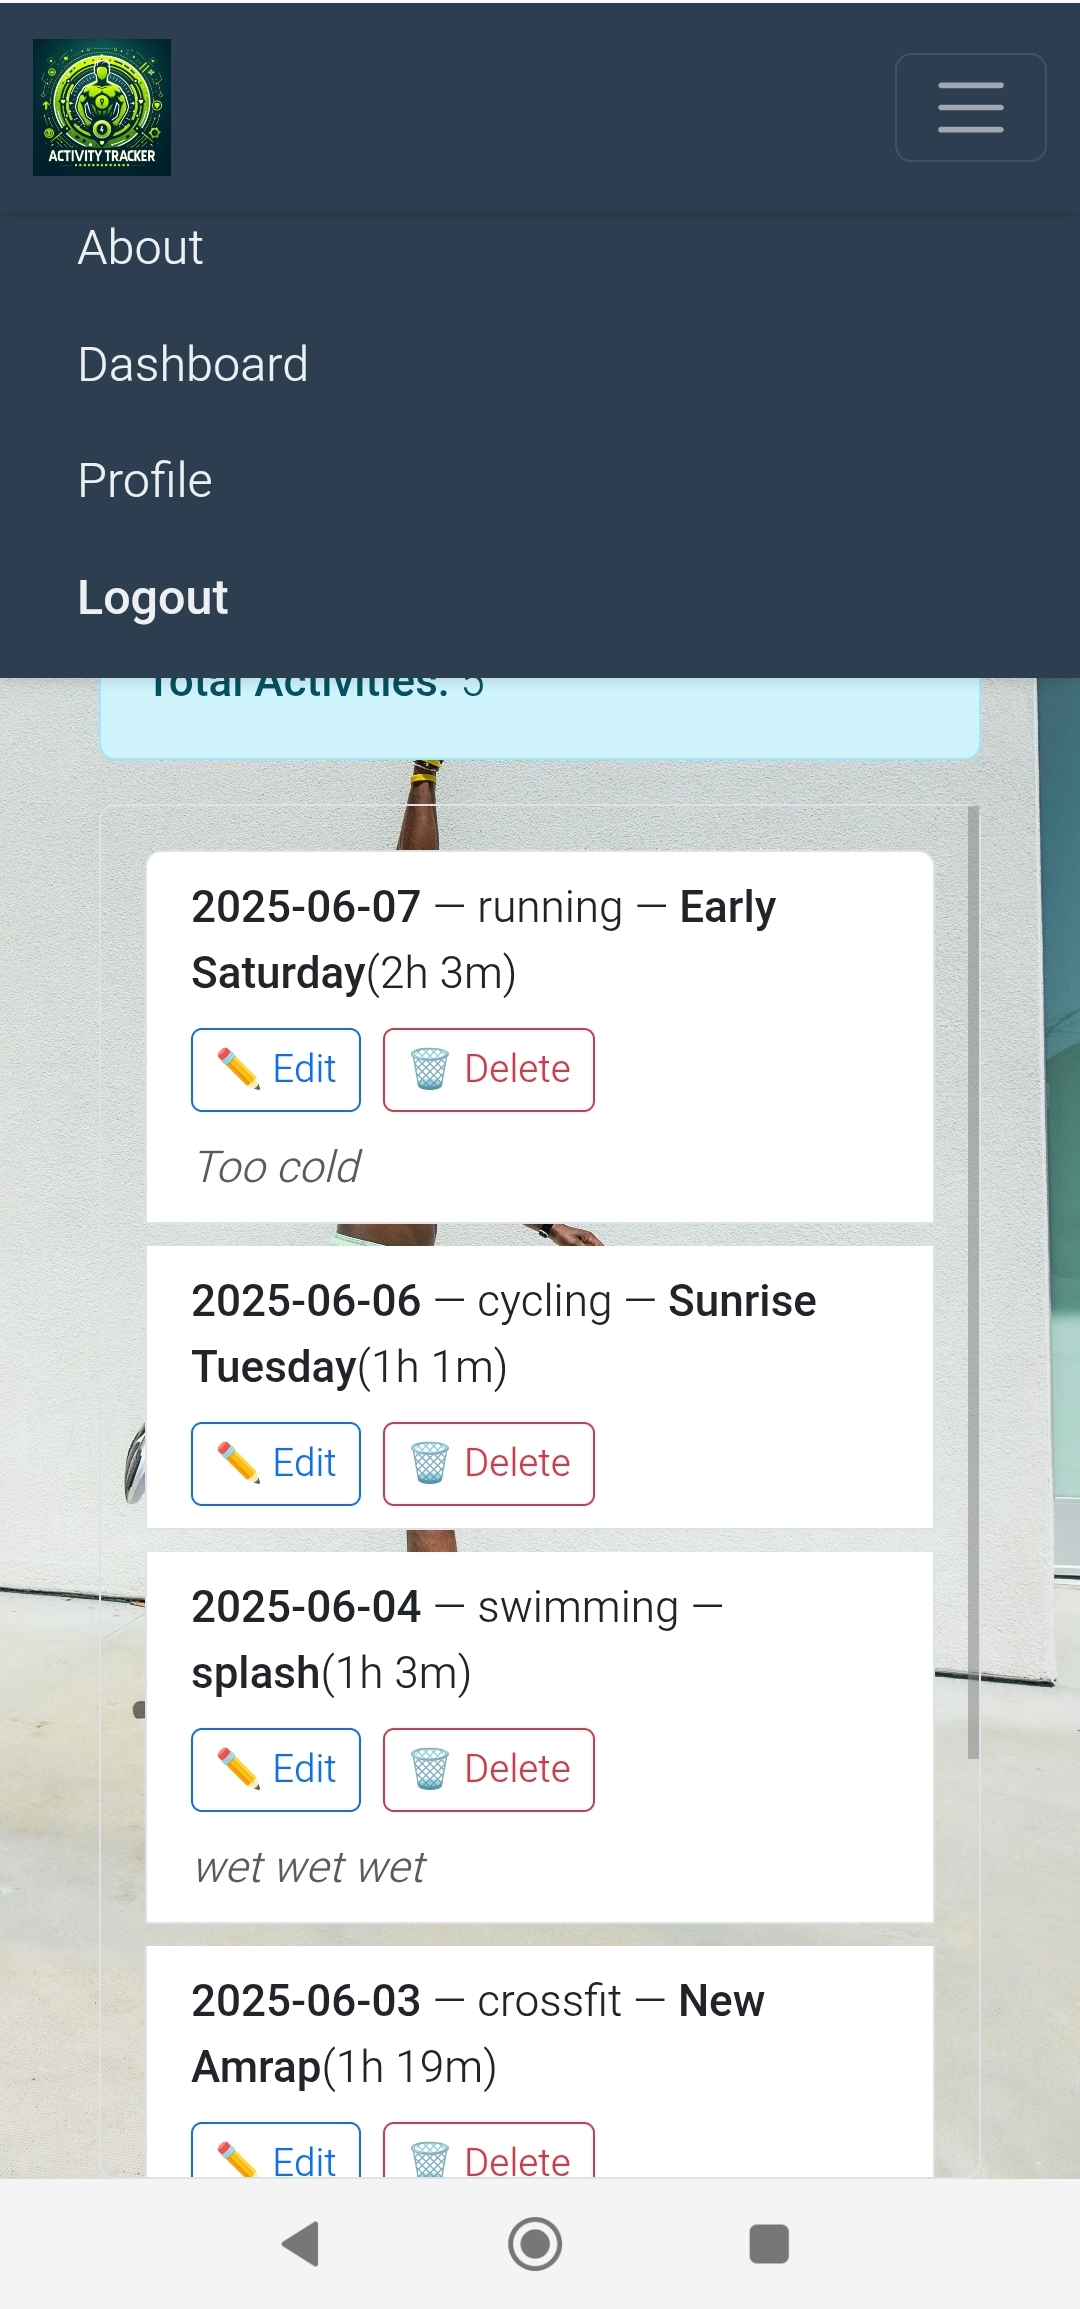 ACTIVITY TRACKER
About
Dashboard
Profile
Logout
Total Activities: 5
2025-06-07 — running — Early
Saturday(2h 3m)
✏️ Edit 🗑️ Delete
Too cold
2025-06-06 — cycling — Sunrise
Tuesday(1h 1m)
✏️ Edit 🗑️ Delete
2025-06-04 — swimming —
splash(1h 3m)
✏️ Edit 🗑️ Delete
wet wet wet
2025-06-03 — crossfit — New
Amrap(1h 19m)
✏️ Edit 🗑️ Delete